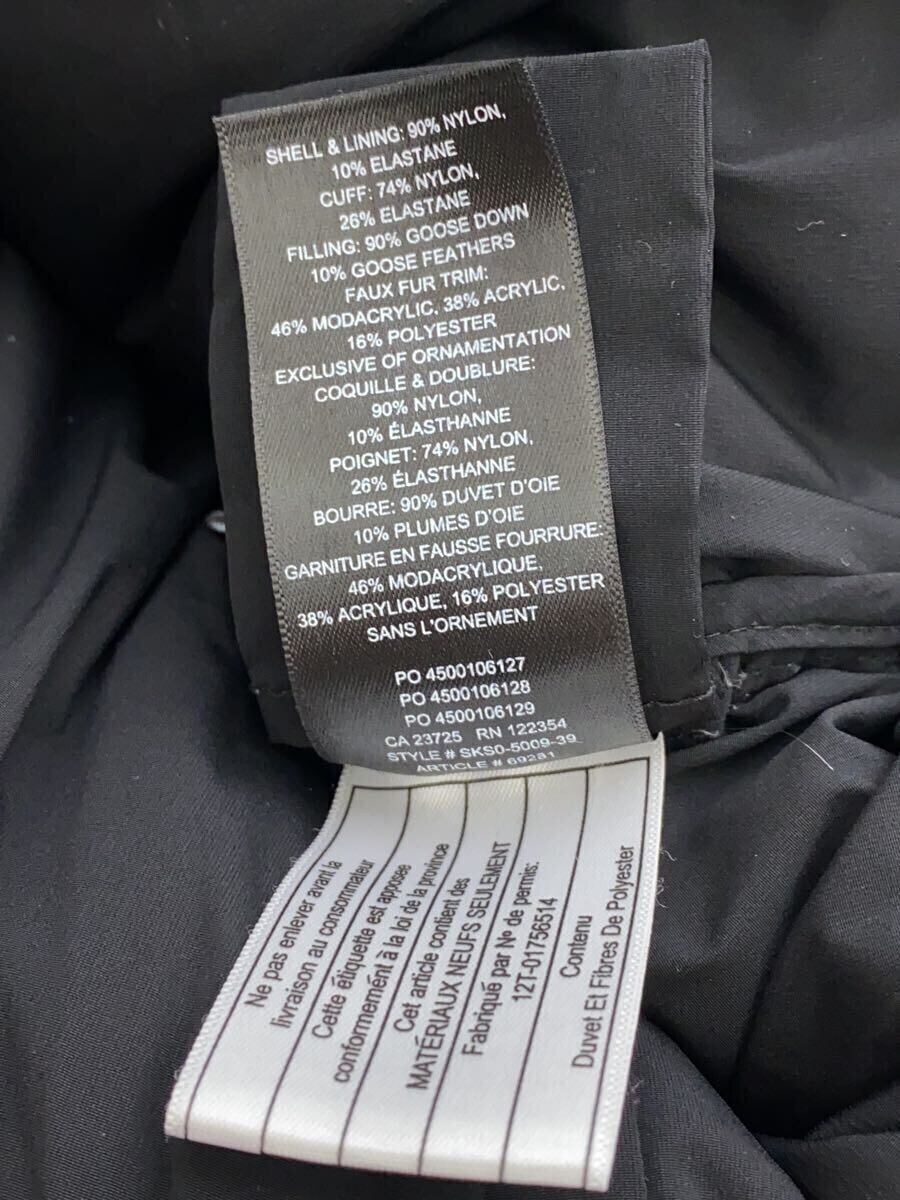 SHELL & LINING: 90% NYLON,
10% ELASTANE
CUFF: 74% NYLON,
26% ELASTANE
FILLING: 90% GOOSE DOWN
10% GOOSE FEATHERS
FAUX FUR TRIM:
46% MODACRYLIC, 38% ACRYLIC,
16% POLYESTER
EXCLUSIVE OF ORNAMENTATION
COQUILLE & DOUBLURE:
90% NYLON,
10% ÉLASTHANNE
POIGNET: 74% NYLON,
26% ÉLASTHANNE
BOURRE: 90% DUVET D'OIE
10% PLUMES D'OIE
GARNITURE EN FAUSSE FOURRURE:
46% MODACRYLIQUE,
38% ACRYLIQUE, 16% POLYESTER
SANS L'ORNEMENT
PO 4500106127
PO 4500106128
PO 4500106129
CA 23725 RN 122354
STYLE # SKS0-5009-39
ARTICLE # 69281
Ne pas enlever avant la
livraison au consommateur
Cette étiquette est apposée
conformement à la loi de la province
Cet article contient des
MATÉRIAUX NEUFS SEULEMENT
Fabriqué par Nº de permis:
12T-01756514
Contenu
Duvet Et Fibres De Polyester